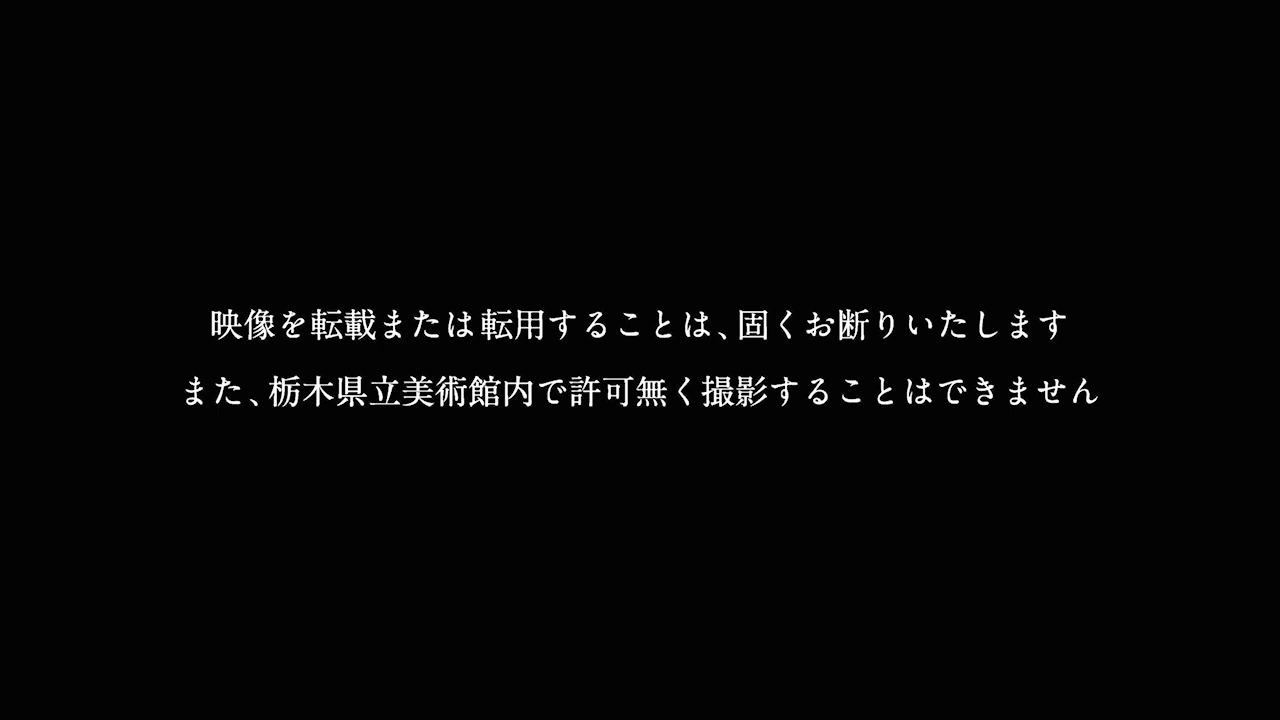 映像を転載または転用することは、固くお断りいたします
また、栃木県立美術館内で許可無く撮影することはできません